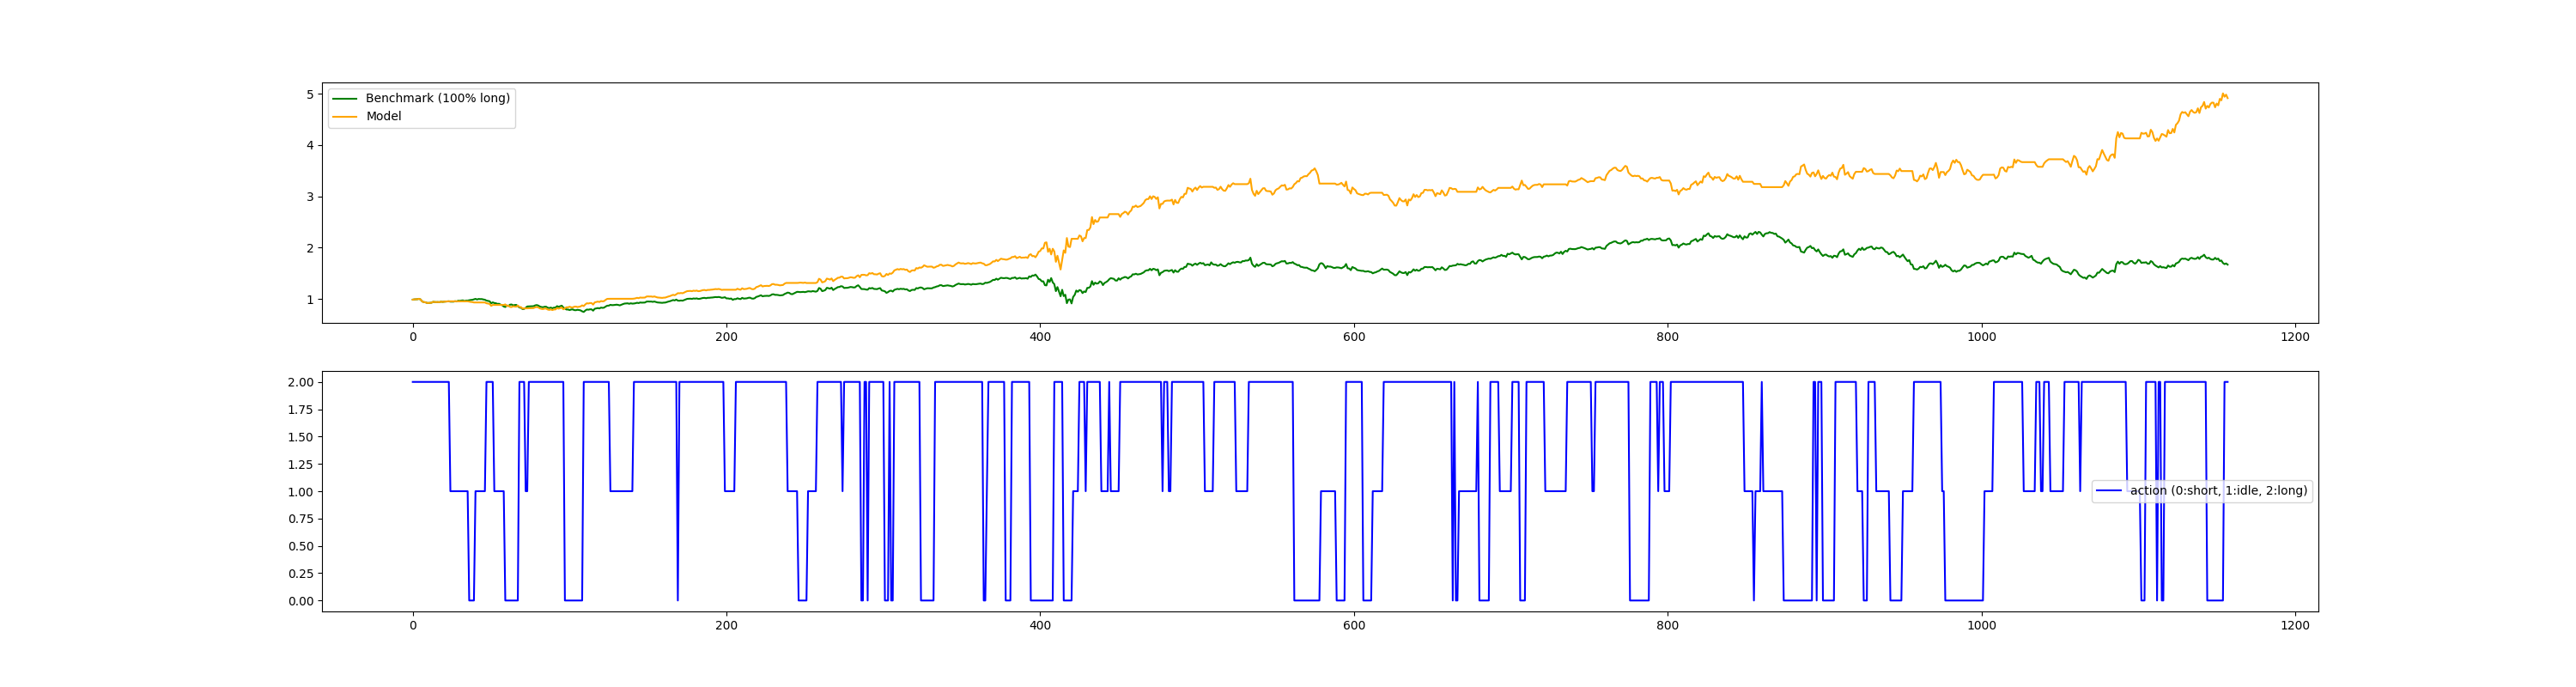 5
4
3
2
1
Benchmark (100% long)
Model
0 200 400 600 800 1000 1200
2.00
1.75
1.50
1.25
1.00
0.75
0.50
0.25
0.00
action (0:short, 1:idle, 2:long)
0 200 400 600 800 1000 1200